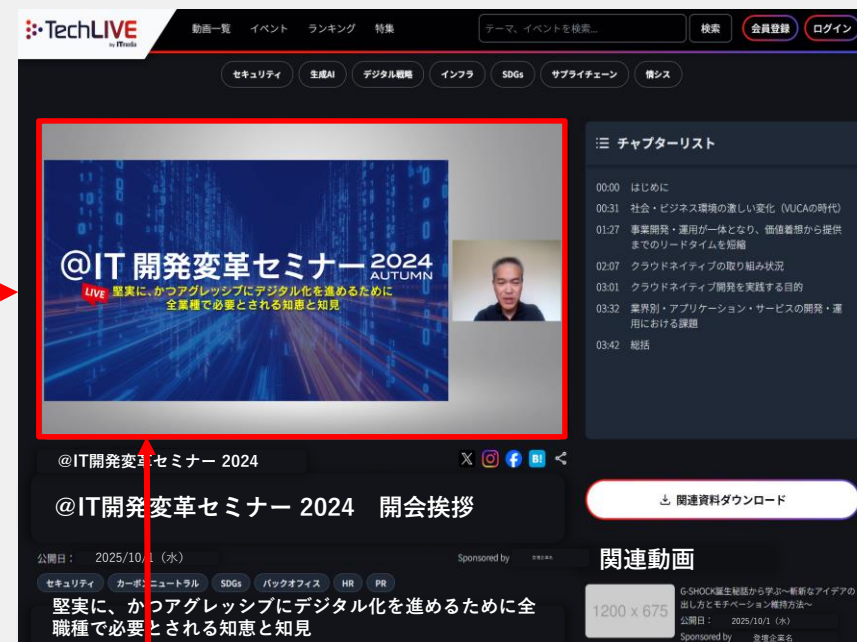 TechLIVE
by ITmedia
動画一覧 イベント ランキング 特集
テーマ、イベントを検索...
検索
会員登録
ログイン
セキュリティ 生成AI デジタル戦略 インフラ SDGs サプライチェーン 情シス
@IT 開発変革セミナー 2024 AUTUMN
LIVE 堅実に、かつアグレッシブにデジタル化を進めるために
全業種で必要とされる知恵と知見
チャプターリスト
00:00 はじめに
00:31 社会・ビジネス環境の激しい変化（VUCAの時代）
01:27 事業開発・運用が一体となり、価値着想から提供
までのリードタイムを短縮
02:07 クラウドネイティブの取り組み状況
03:01 クラウドネイティブ開発を実践する目的
03:32 業界別・アプリケーション・サービスの開発・運
用における課題
03:42 総括
@IT開発変革セミナー 2024
B!
@IT開発変革セミナー 2024　開会挨拶
関連資料ダウンロード
公開日： 2025/10/1（水）
Sponsored by 登壇企業名
セキュリティ カーボンニュートラル SDGs バックオフィス HR PR
堅実に、かつアグレッシブにデジタル化を進めるために全
職種で必要とされる知恵と知見
関連動画
1200 x 675
G-SHOCK誕生秘話から学ぶ～斬新なアイデアの
出し方とモチベーション維持方法～
公開日： 2025/10/1（水）
Sponsored by 登壇企業名